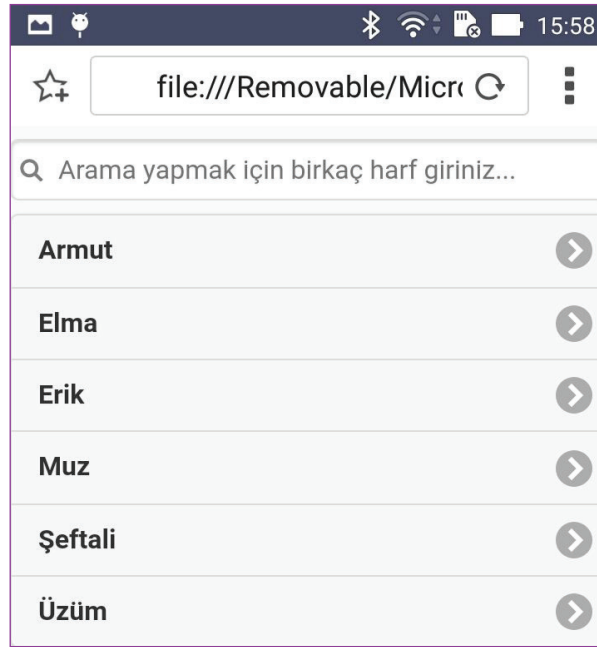 15:58
file:///Removable/Micr
Arama yapmak için birkaç harf giriniz...
Armut
Elma
Erik
Muz
Şeftali
Üzüm